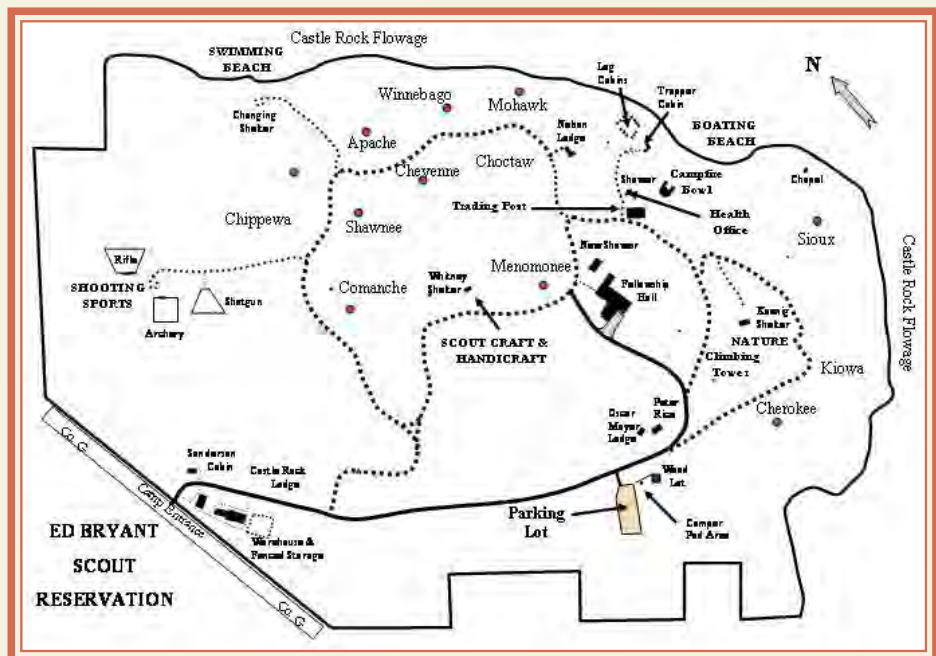 Castle Rock Flowage
SWIMMING
BEACH
N
Log
Cabins
Trapper
Cabin
Winnebago
Mohawk
Changing
Shelter
BOATING
BEACH
Apache
Nelson
Lodge
Choctaw
Cheyenne
Shower
Campfire
Bowl
Chapel
Trading Post
Health
Office
Chippewa
Shawnee
Sioux
Castle Rock Flowage
New Shower
Rifle
SHOOTING
SPORTS
Menomonee
Fellowship
Hall
Comanche
Shelter
Shotgun
Archery
SCOUT CRAFT &
HANDICRAFT
Shelter
NATURE
Climbing
Tower
Kiowa
Cherokee
Oscar
Mayer
Lodge
Peter
Rice
Sanderson
Cabin
Castle Rock
Lodge
Wood
Lot
Co. G.
Camp Entrance
Parking
Lot
Camper
Pad Area
Warehouse &
Fenced Storage
ED BRYANT
SCOUT
RESERVATION
Co. G.